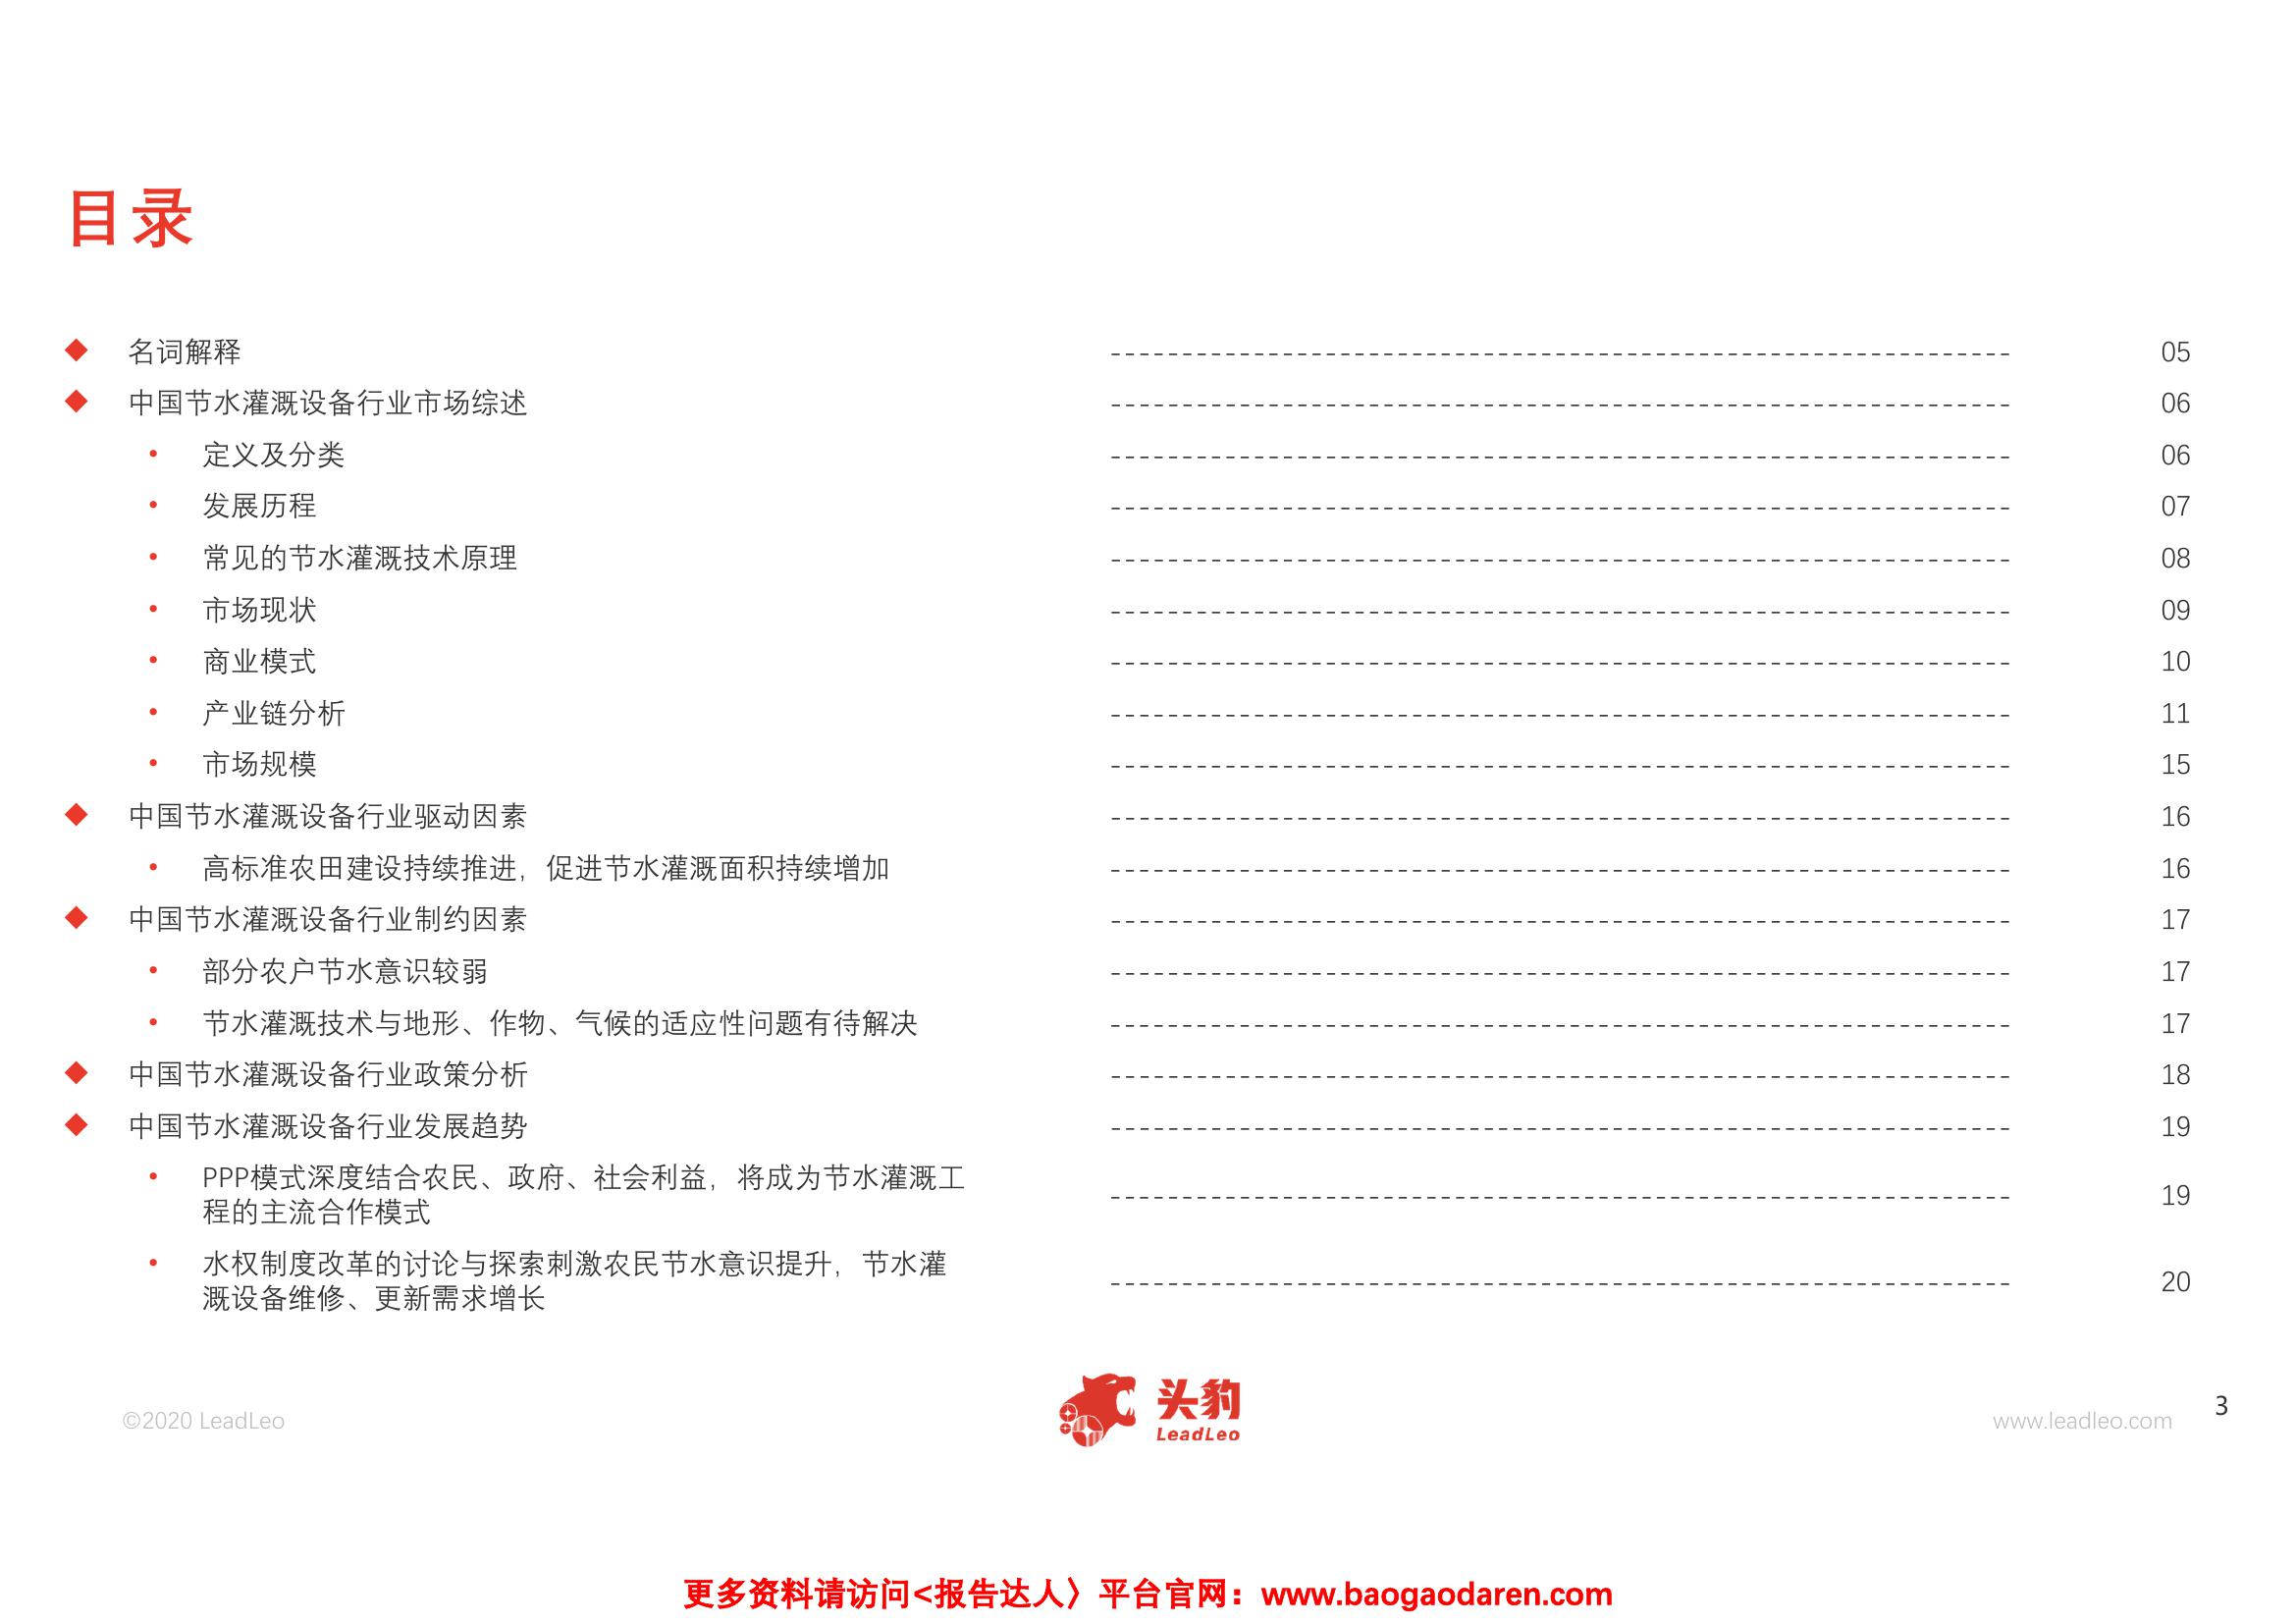 目录
◆ 名词解释 ---------------------------------------------------------------- 05
◆ 中国节水灌溉设备行业市场综述 ---------------------------------------------------------------- 06
• 定义及分类 ---------------------------------------------------------------- 06
• 发展历程 ---------------------------------------------------------------- 07
• 常见的节水灌溉技术原理 ---------------------------------------------------------------- 08
• 市场现状 ---------------------------------------------------------------- 09
• 商业模式 ---------------------------------------------------------------- 10
• 产业链分析 ---------------------------------------------------------------- 11
• 市场规模 ---------------------------------------------------------------- 15
◆ 中国节水灌溉设备行业驱动因素 ---------------------------------------------------------------- 16
• 高标准农田建设持续推进，促进节水灌溉面积持续增加 ---------------------------------------------------------------- 16
◆ 中国节水灌溉设备行业制约因素 ---------------------------------------------------------------- 17
• 部分农户节水意识较弱 ---------------------------------------------------------------- 17
• 节水灌溉技术与地形、作物、气候的适应性问题有待解决 ---------------------------------------------------------------- 17
◆ 中国节水灌溉设备行业政策分析 ---------------------------------------------------------------- 18
◆ 中国节水灌溉设备行业发展趋势 ---------------------------------------------------------------- 19
• PPP模式深度结合农民、政府、社会利益，将成为节水灌溉工
程的主流合作模式 ---------------------------------------------------------------- 19
• 水权制度改革的讨论与探索刺激农民节水意识提升，节水灌
溉设备维修、更新需求增长 ---------------------------------------------------------------- 20
©2020 LeadLeo
头豹
LeadLeo
www.leadleo.com
3
更多资料请访问<报告达人〉平台官网：www.baogaodaren.com